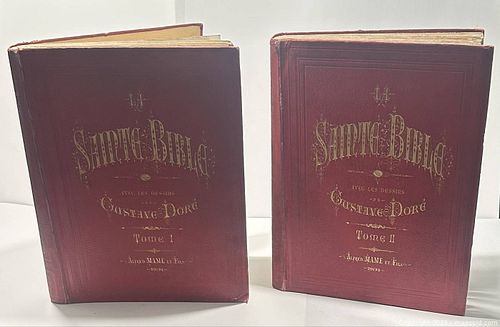 LA
SAINTE BIBLE
AVEC LES DESSINS
DE
GUSTAVE DORÉ
TOME I
ALFRED MAME ET FILS
TOURS
LA
SAINTE BIBLE
AVEC LES DESSINS
DE
GUSTAVE DORÉ
TOME II
ALFRED MAME ET FILS
TOURS